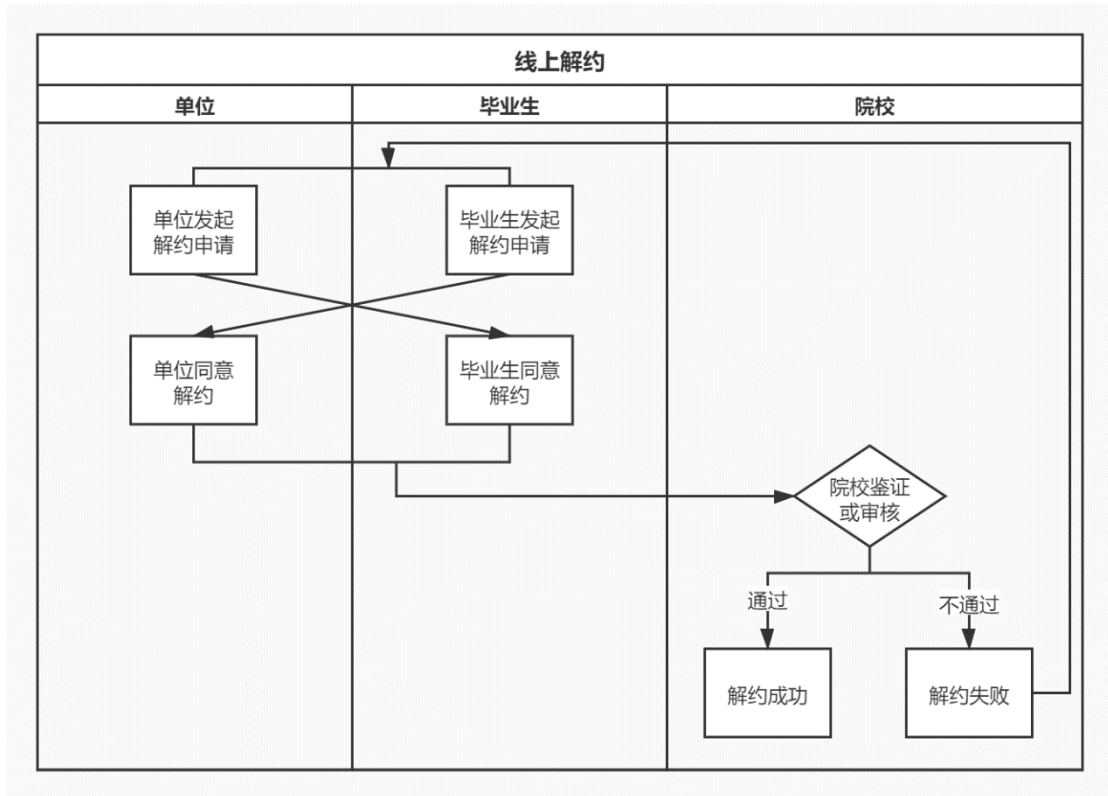 线上解约
单位
毕业生
院校
单位发起
解约申请
毕业生发起
解约申请
单位同意
解约
毕业生同意
解约
院校鉴证
或审核
通过
不通过
解约成功
解约失败